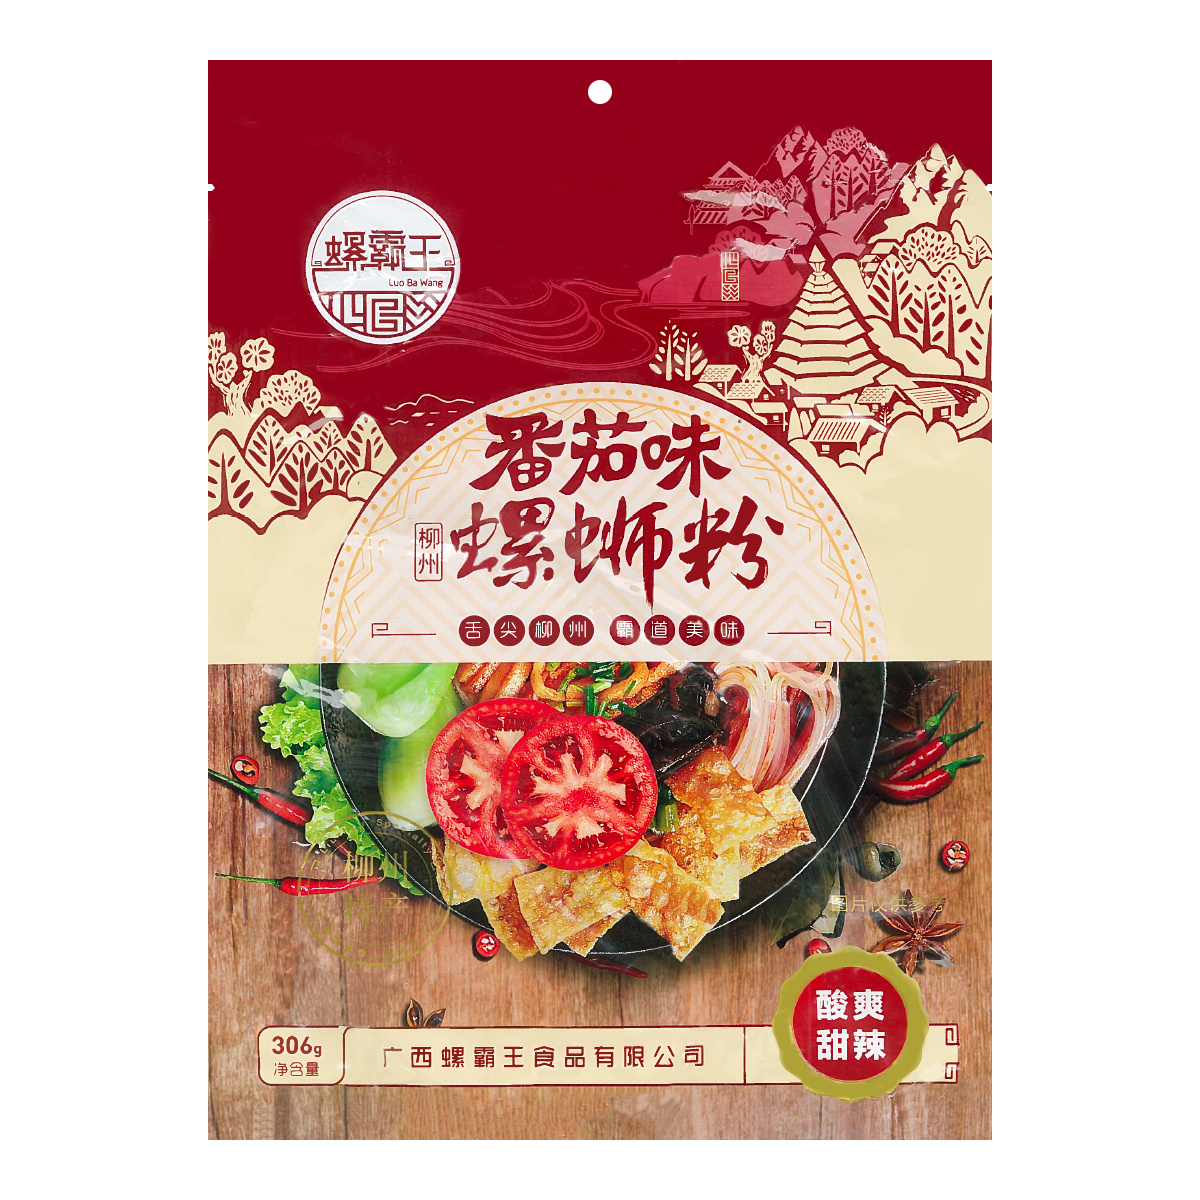 螺霸王
Luo Ba Wang
番茄味
柳州
螺蛳粉
舌尖柳州 霸道美味
Specialty
柳州
特产
图片仅供参考
酸爽
甜辣
306g
净含量
广西螺霸王食品有限公司